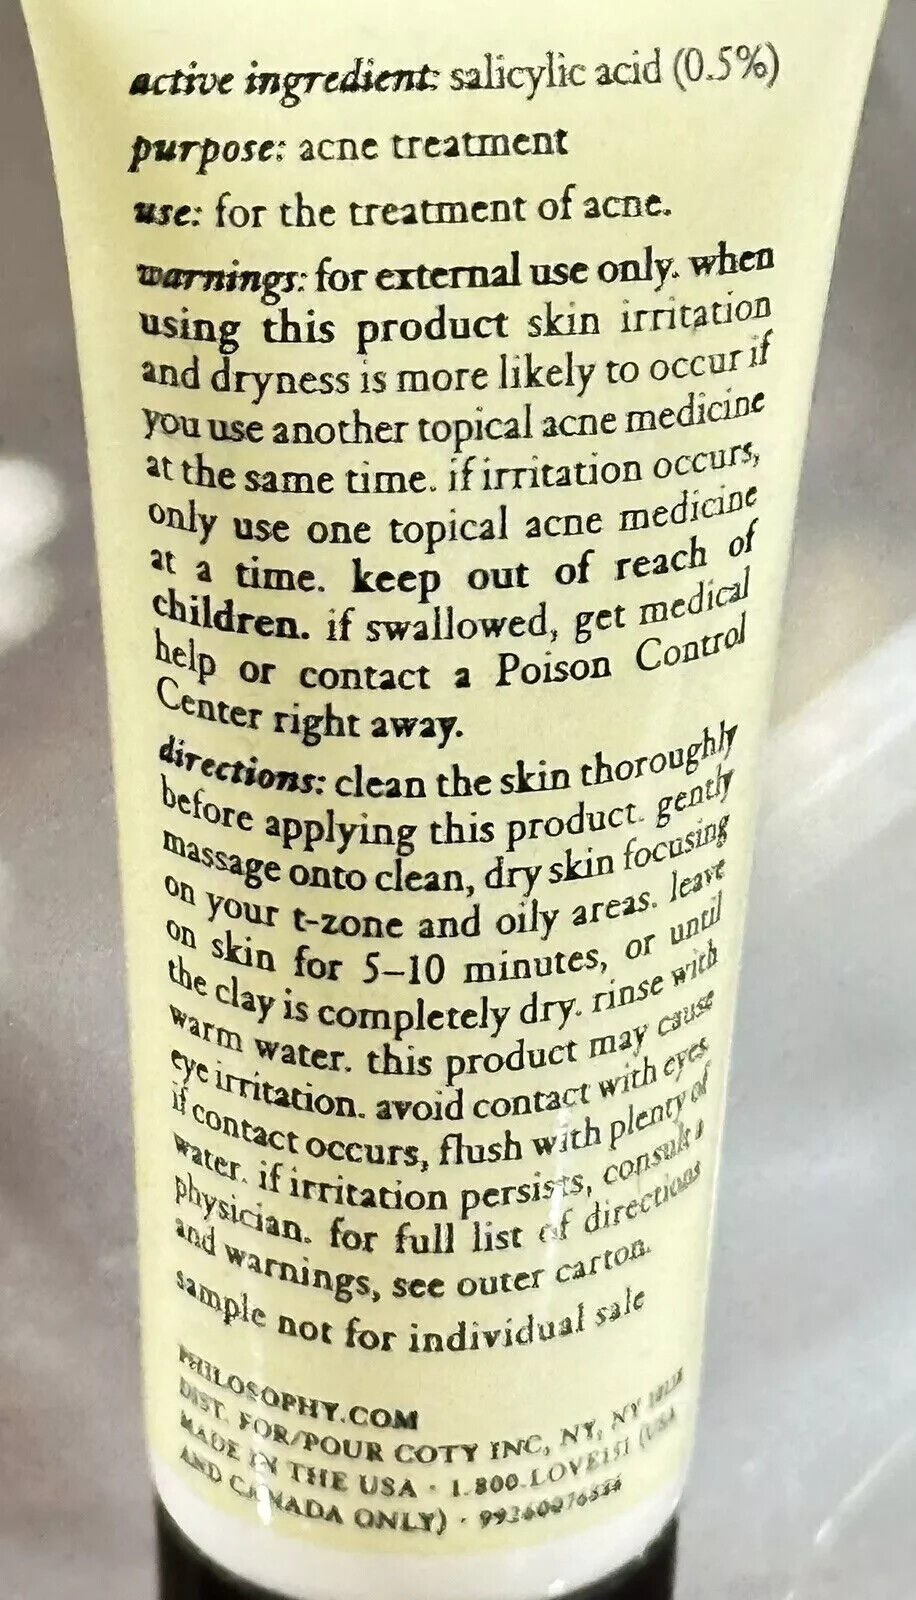 active ingredient: salicylic acid (0.5%)
purpose: acne treatment
use: for the treatment of acne.
warnings: for external use only. when
using this product skin irritation
and dryness is more likely to occur if
you use another topical acne medicine
at the same time. if irritation occurs,
only use one topical acne medicine
at a time. keep out of reach of
children. if swallowed, get medical
help or contact a Poison Control
Center right away.
directions: clean the skin thoroughly
before applying this product. gently
massage onto clean, dry skin focusing
on your t-zone and oily areas. leave
on skin for 5–10 minutes, or until
the clay is completely dry. rinse with
warm water. this product may cause
eye irritation. avoid contact with eyes.
if contact occurs, flush with plenty of
water. if irritation persists, consult a
physician. for full list of directions
and warnings, see outer carton.
sample not for individual sale
PHILOSOPHY.COM
DIST. FOR/POUR COTY INC, NY, NY
MADE IN THE USA · 1.800.LOVE151 (USA
AND CANADA ONLY) ·